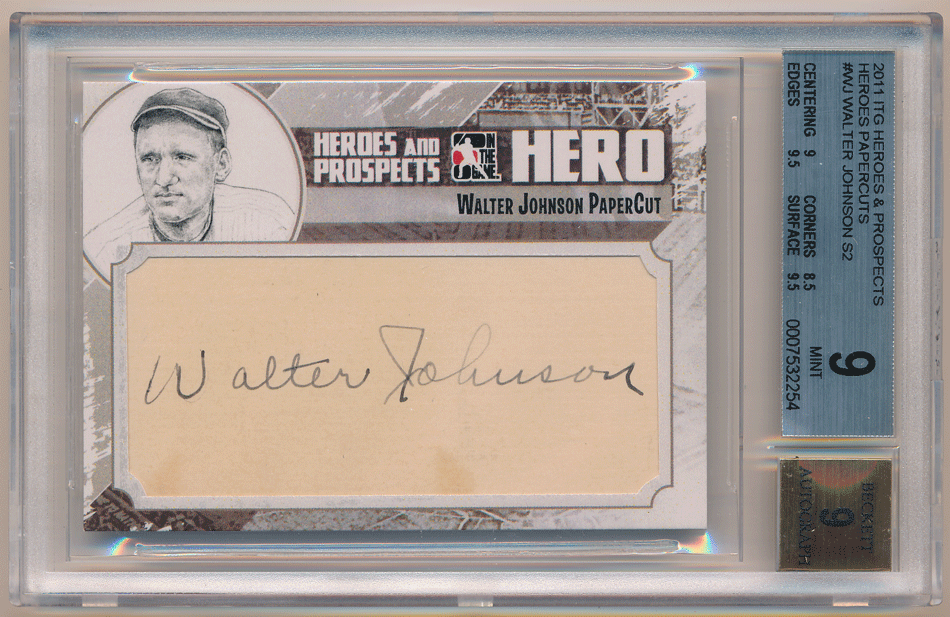 HEROES AND
PROSPECTS
IN
THE
GAME
HERO
WALTER JOHNSON PAPERCUT
Walter Johnson
2011 ITG HEROES & PROSPECTS
HEROES PAPERCUTS
#WJ WALTER JOHNSON S2
CENTERING 9 CORNERS 8.5
EDGES 9.5 SURFACE 9.5
9
MINT
0007532254
BECKETT
9
AUTOGRAPH